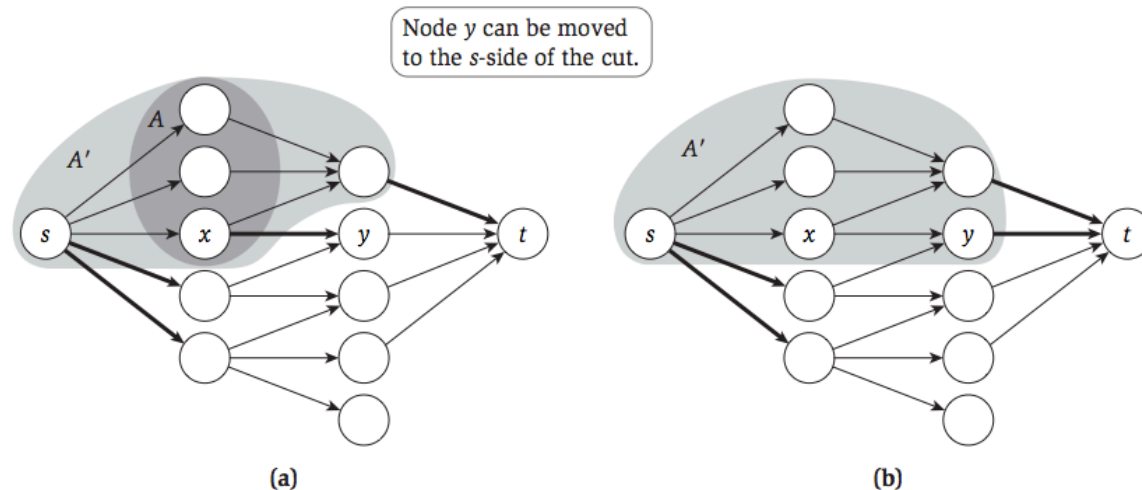 Node y can be moved
to the s-side of the cut.
A
A′
s
x
y
t
(a)
A′
s
x
y
t
(b)